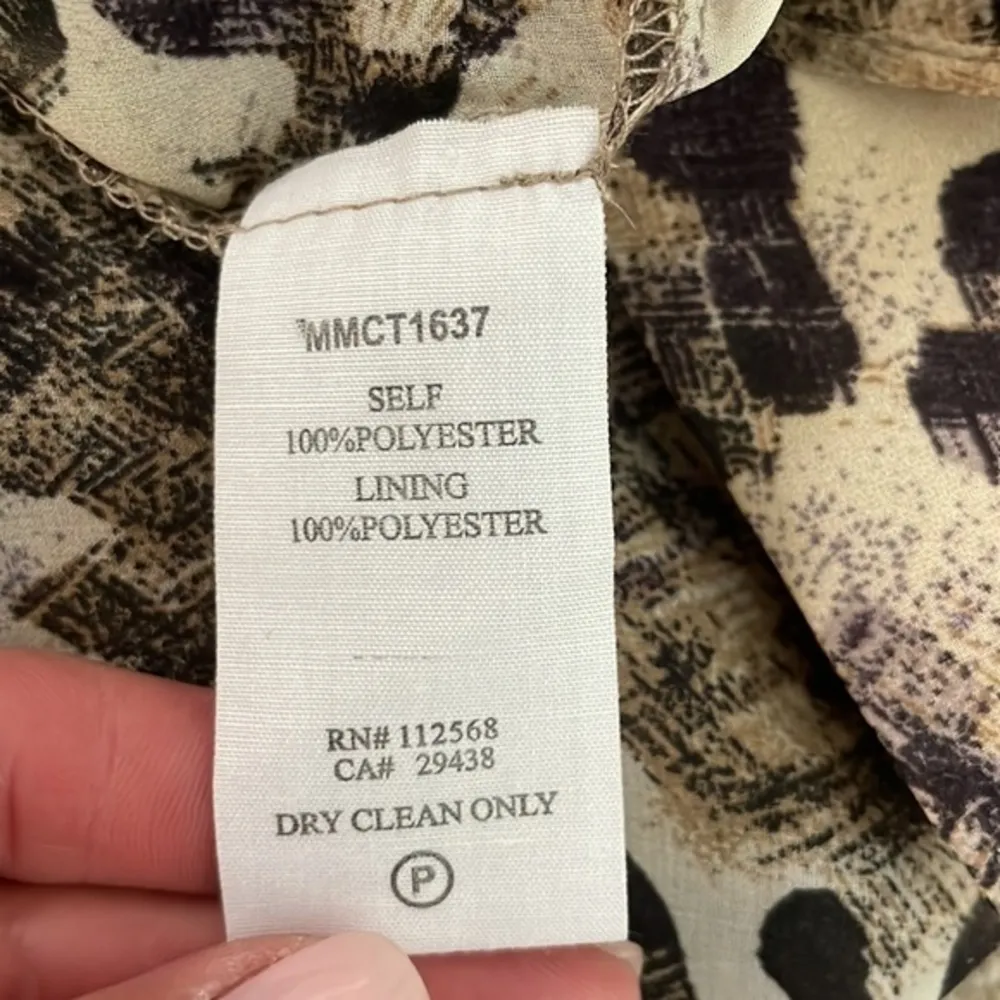 MMCT1637
SELF
100%POLYESTER
LINING
100%POLYESTER
RN# 112568
CA# 29438
DRY CLEAN ONLY
P